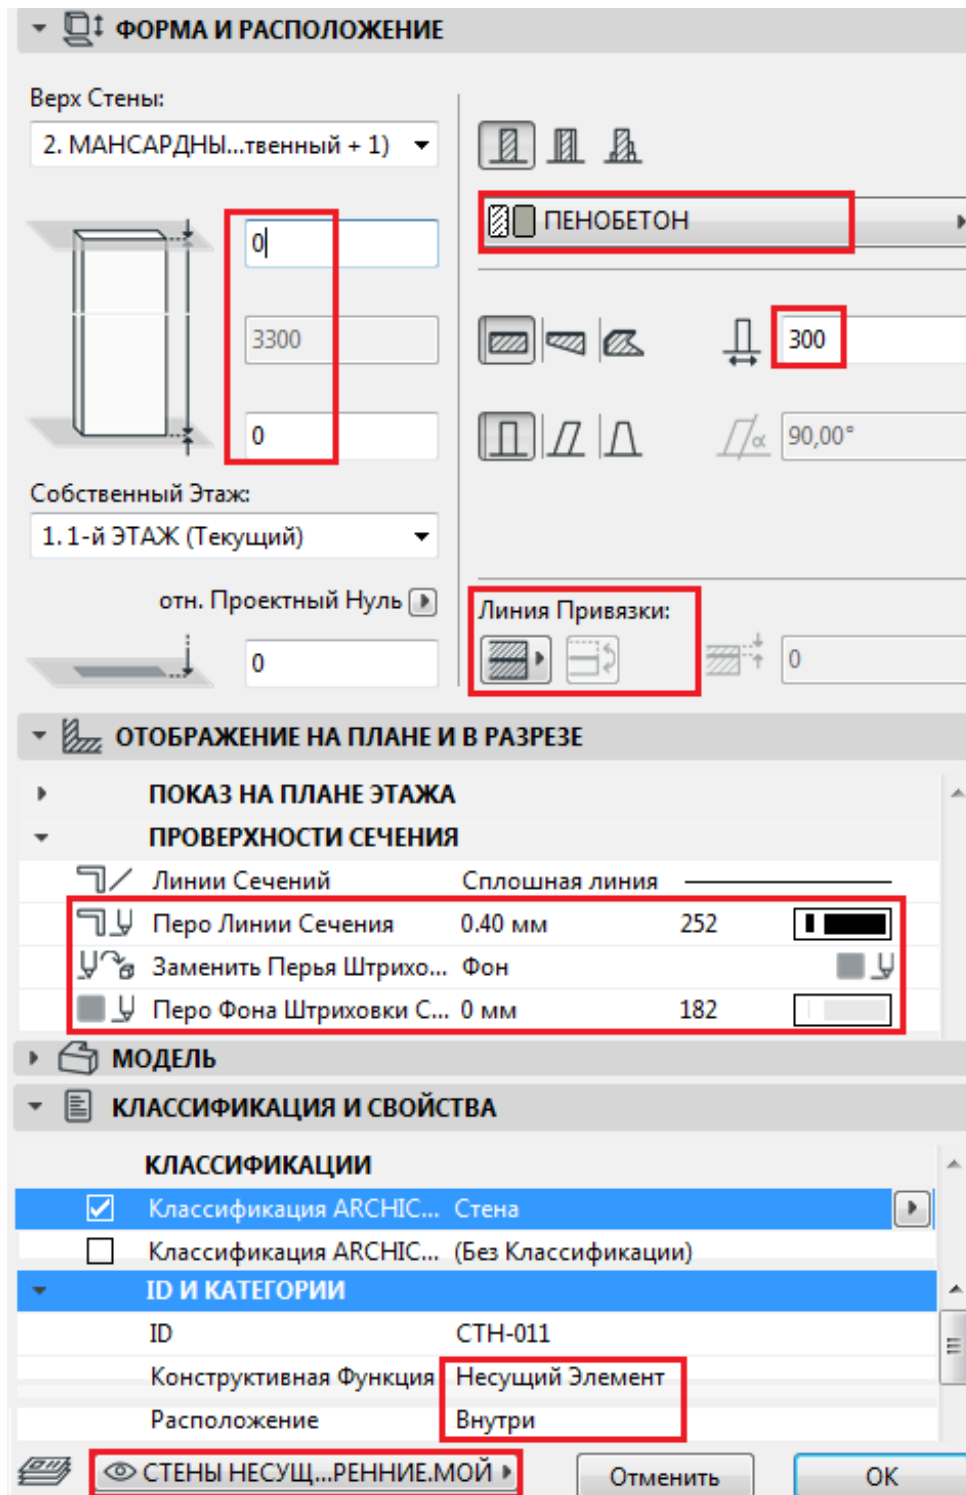 ФОРМА И РАСПОЛОЖЕНИЕ
Верх Стены:
2. МАНСАРДНЫ...твенный + 1)
ПЕНОБЕТОН
0
3300
300
0
α 90,00°
Собственный Этаж:
1. 1-й ЭТАЖ (Текущий)
отн. Проектный Нуль
Линия Привязки:
0
0
ОТОБРАЖЕНИЕ НА ПЛАНЕ И В РАЗРЕЗЕ
ПОКАЗ НА ПЛАНЕ ЭТАЖА
ПРОВЕРХНОСТИ СЕЧЕНИЯ
Линии Сечений Сплошная линия
Перо Линии Сечения 0.40 мм 252
Заменить Перья Штрихо... Фон
Перо Фона Штриховки С... 0 мм 182
МОДЕЛЬ
КЛАССИФИКАЦИЯ И СВОЙСТВА
КЛАССИФИКАЦИИ
Классификация ARCHIC... Стена
Классификация ARCHIC... (Без Классификации)
ID И КАТЕГОРИИ
ID СТН-011
Конструктивная Функция Несущий Элемент
Расположение Внутри
СТЕНЫ НЕСУЩ...РЕННИЕ.МОЙ
Отменить
OK